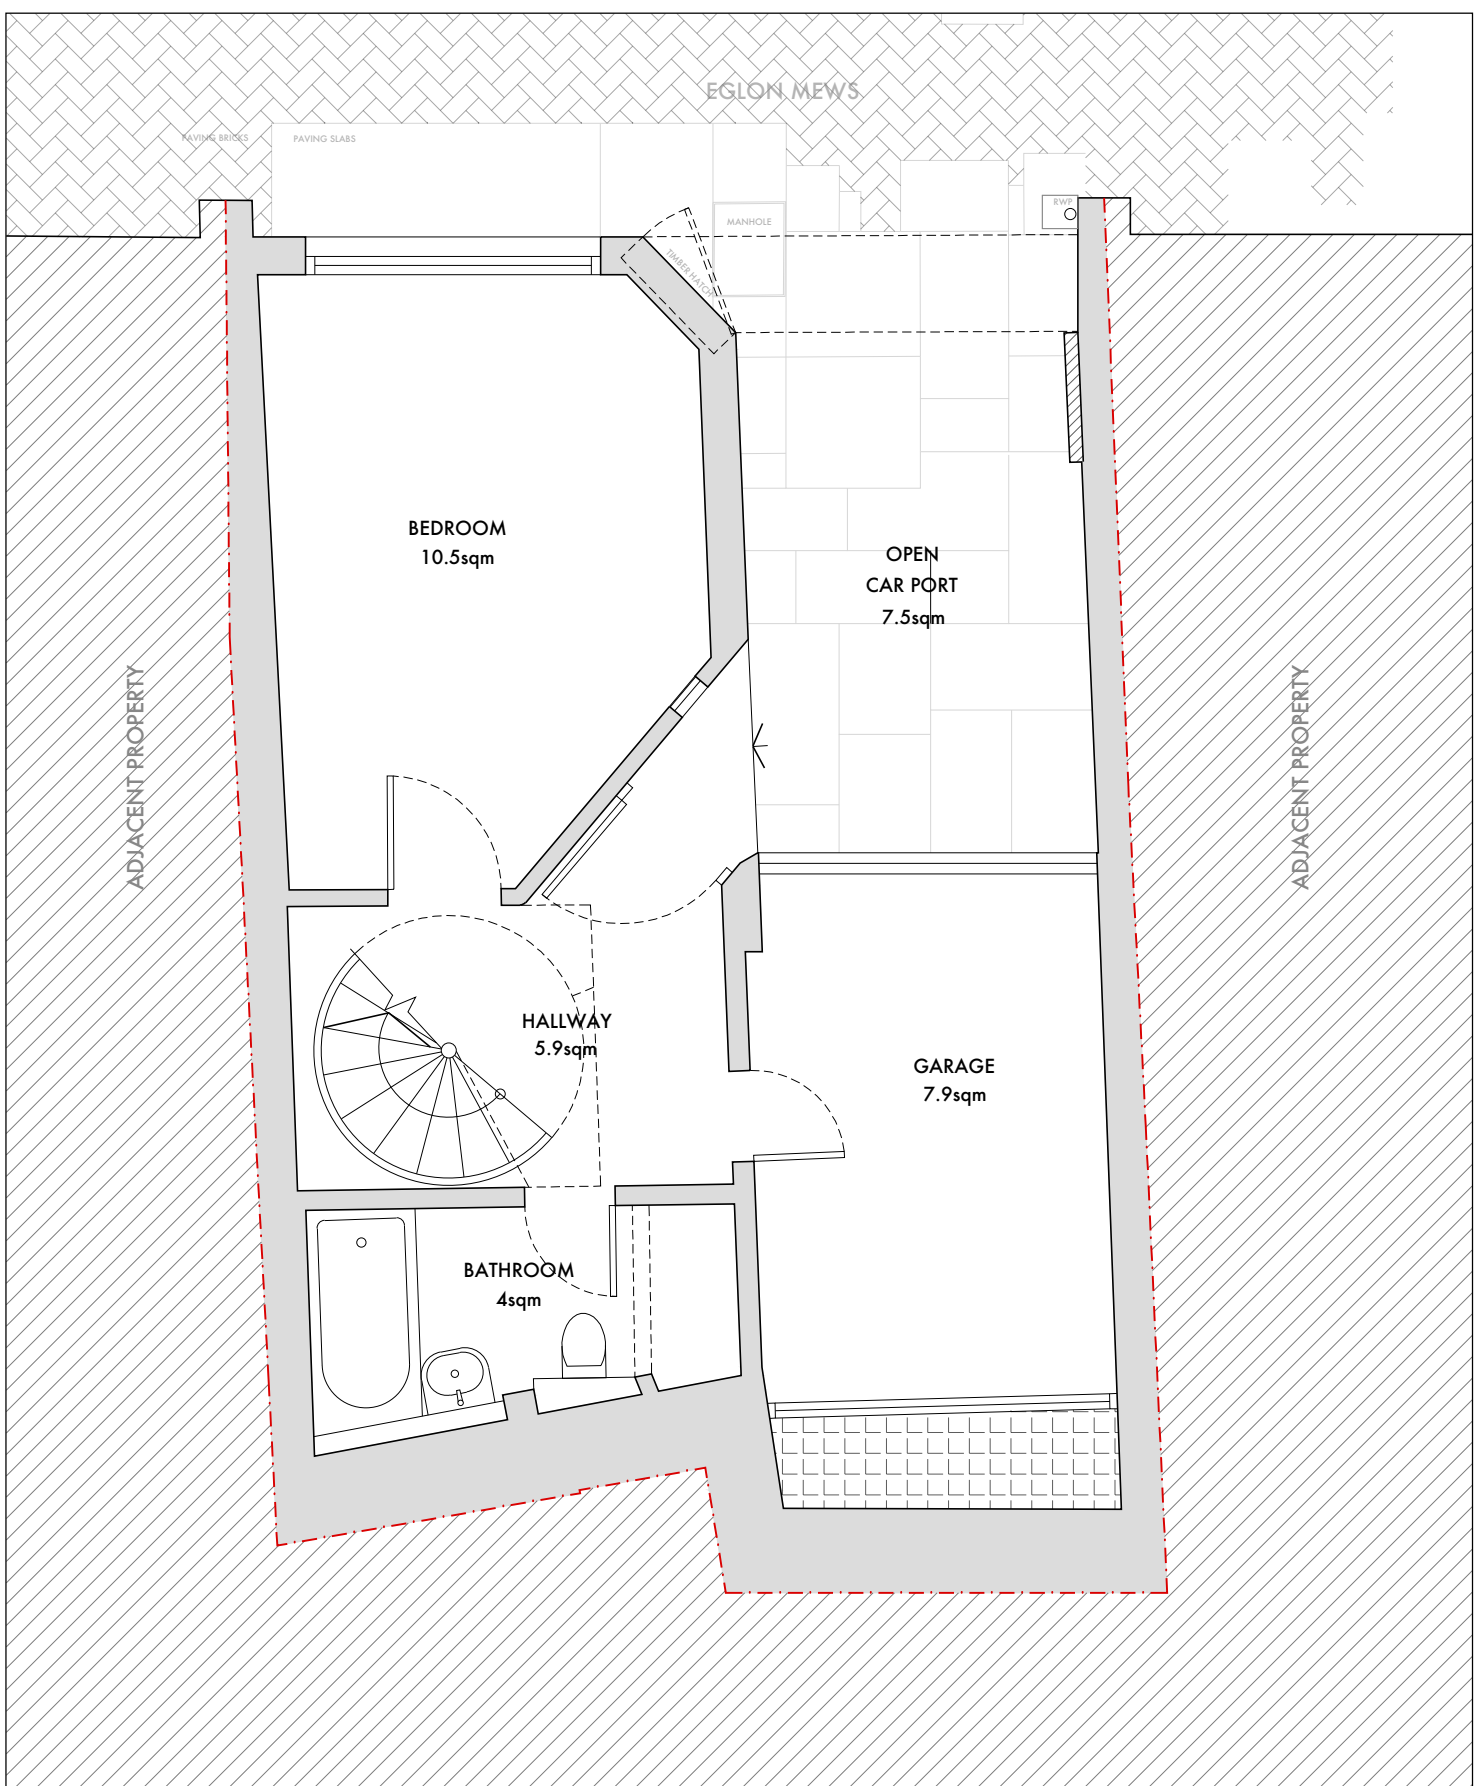 EGLON MEWS
PAVING BRICKS
PAVING SLABS
RWP
MANHOLE
TIMBER HATCH
BEDROOM
10.5sqm
OPEN
CAR PORT
7.5sqm
ADJACENT PROPERTY
ADJACENT PROPERTY
HALLWAY
5.9sqm
GARAGE
7.9sqm
BATHROOM
4sqm